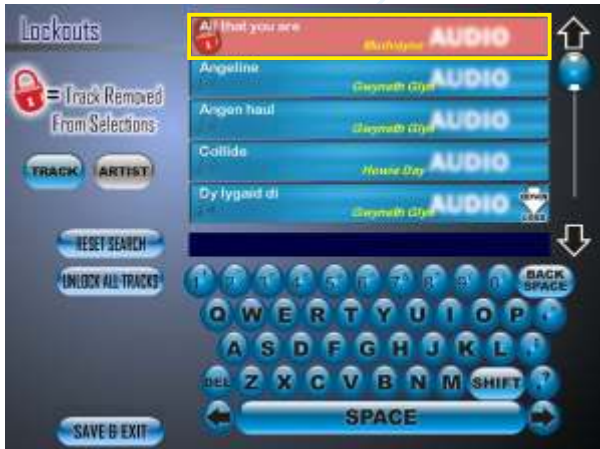 Lockouts
= Track Removed
From Selections
TRACK ARTIST
RESET SEARCH
UNLOCK ALL TRACKS
SAVE & EXIT
All that you are
Mudvayne AUDIO
Angeline
Gwyneth Glyn AUDIO
Angen haul
Gwyneth Glyn AUDIO
Collide
Howie Day AUDIO
Dy lygaid di
Gwyneth Glyn AUDIO
1 2 3 4 5 6 7 8 9 0 BACK
SPACE
Q W E R T Y U I O P
A S D F G H J K L
DEL Z X C V B N M SHIFT ?
SPACE